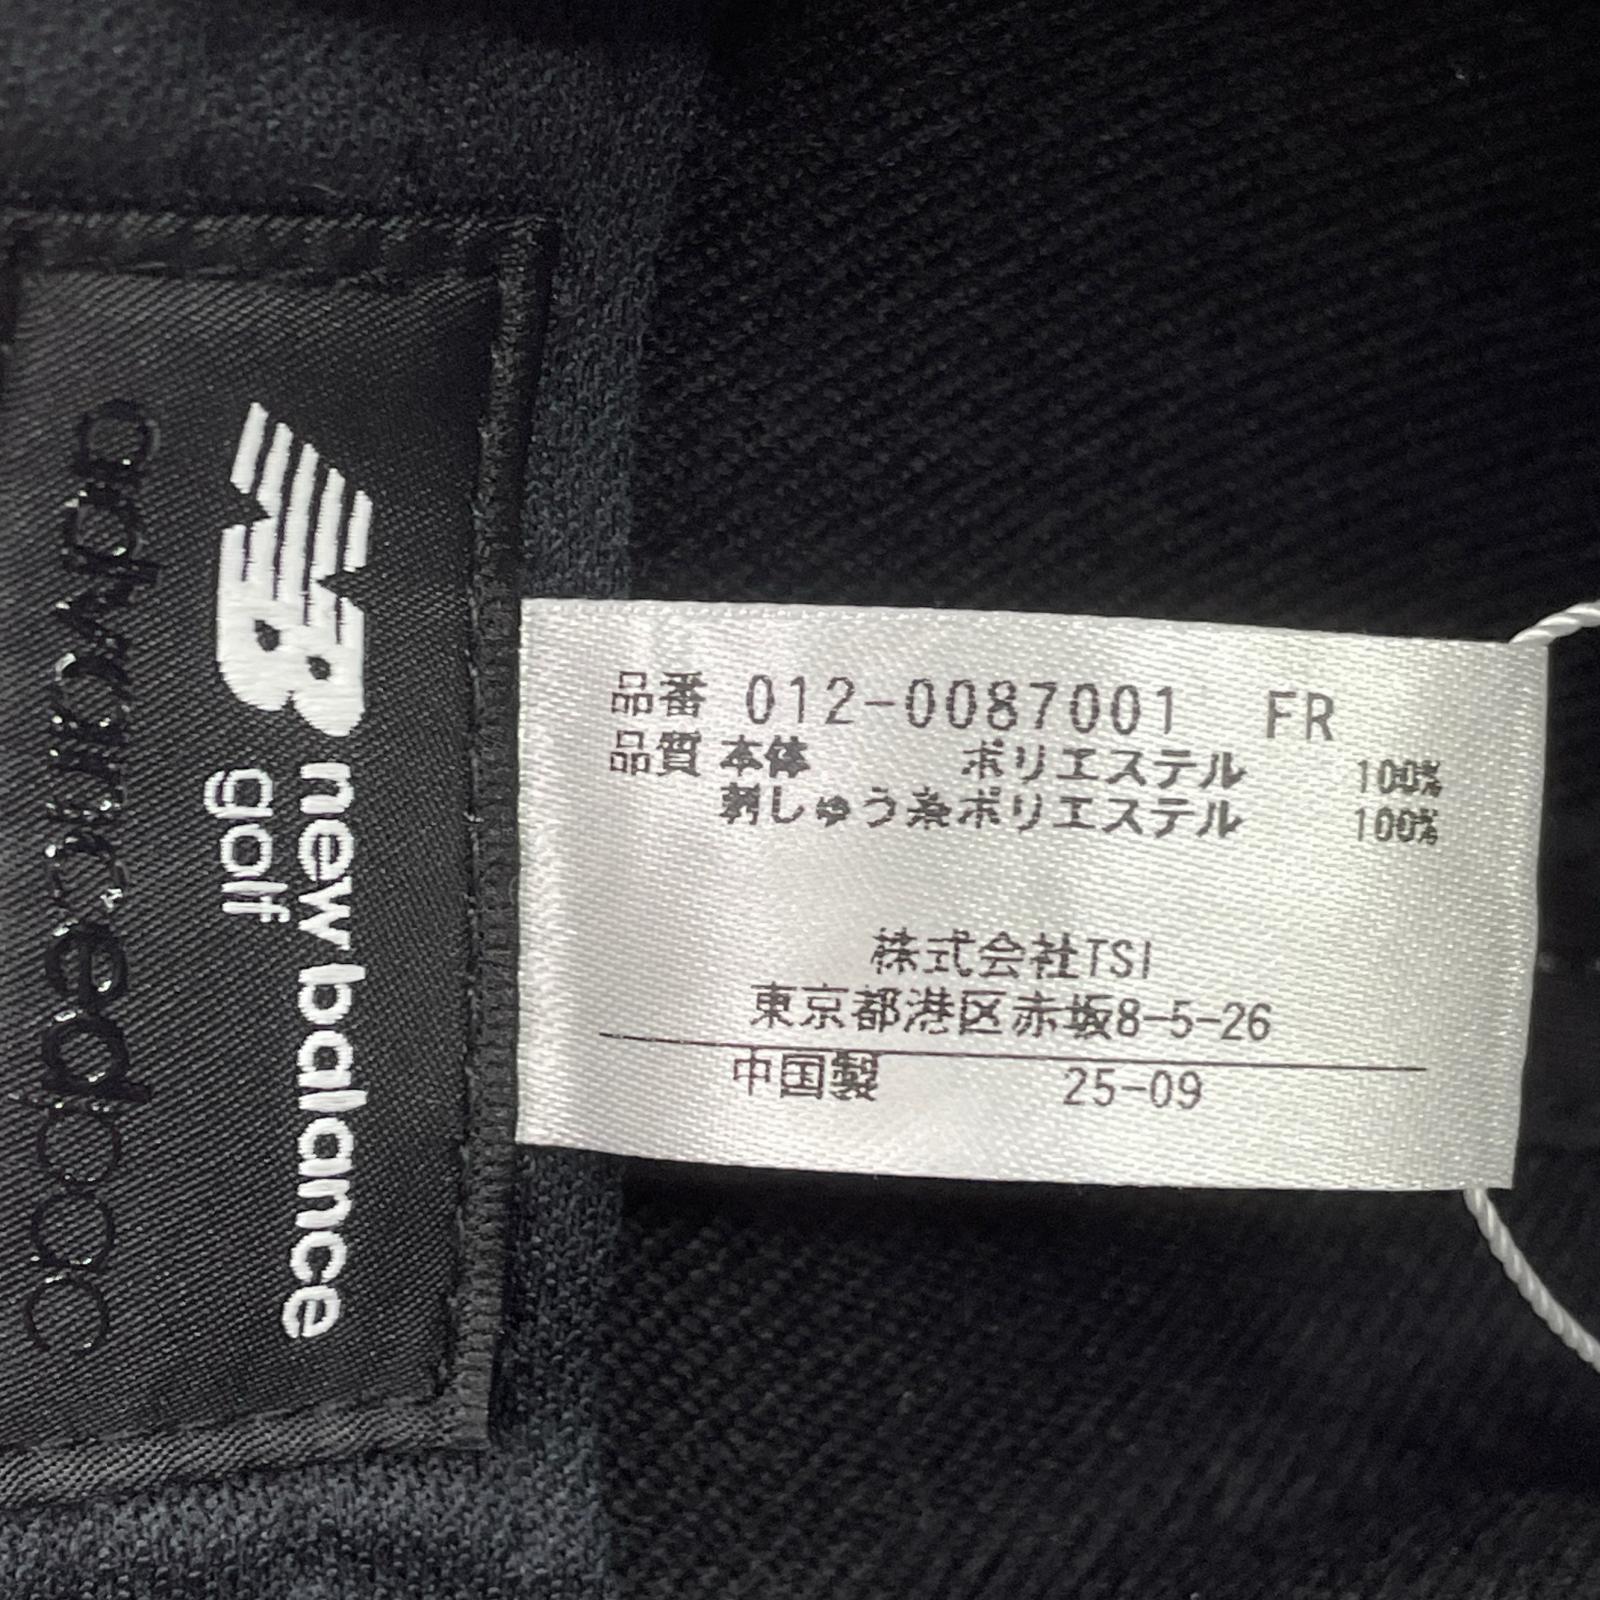 new balance
golf
advanced pcc
品番 012-0087001 FR
品質 本体 ポリエステル 100%
刺しゅう糸ポリエステル 100%
株式会社TSI
東京都港区赤坂8-5-26
中国製 25-09